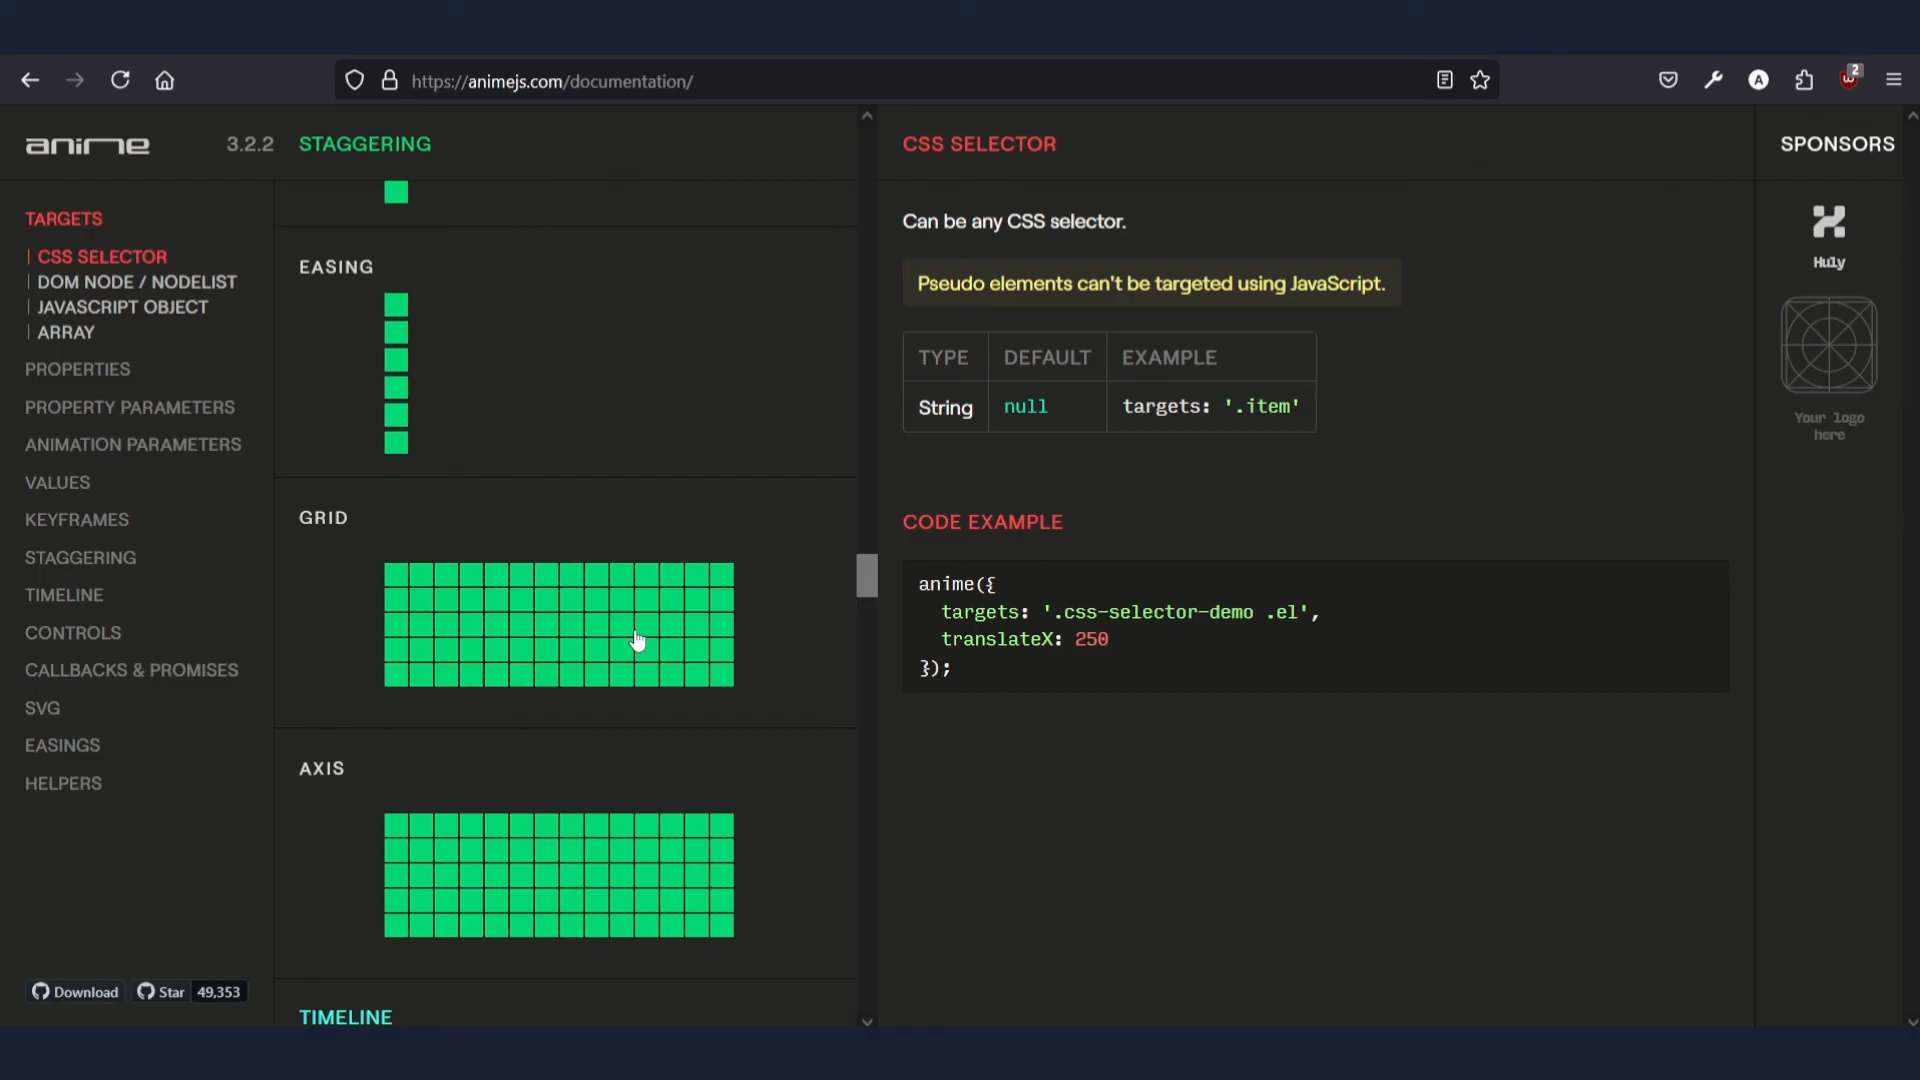 https://animejs.com/documentation/
2
anime
3.2.2
STAGGERING
CSS SELECTOR
SPONSORS
TARGETS
CSS SELECTOR
DOM NODE / NODELIST
JAVASCRIPT OBJECT
ARRAY
PROPERTIES
PROPERTY PARAMETERS
ANIMATION PARAMETERS
VALUES
KEYFRAMES
STAGGERING
TIMELINE
CONTROLS
CALLBACKS & PROMISES
SVG
EASINGS
HELPERS
Download
Star
49,353
EASING
GRID
AXIS
TIMELINE
Can be any CSS selector.
Pseudo elements can't be targeted using JavaScript.
TYPE DEFAULT EXAMPLE
String null targets: '.item'
CODE EXAMPLE
anime({
targets: '.css-selector-demo .el',
translateX: 250
});
Huly
Your logo
here
A